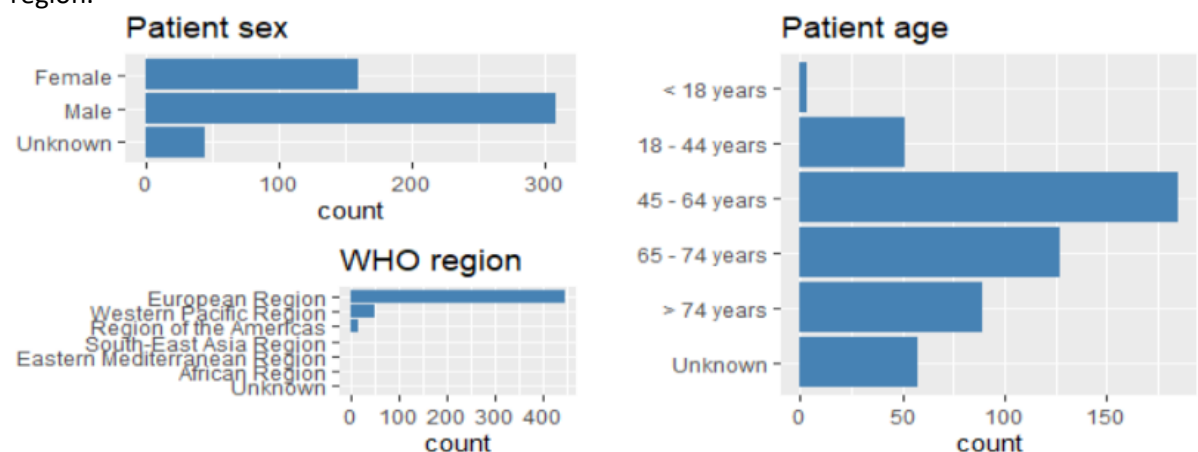 region.
Patient sex
Female
Male
Unknown
0 100 200 300
count
WHO region
European Region
Western Pacific Region
Region of the Americas
South-East Asia Region
Eastern Mediterranean Region
African Region
Unknown
0 100 200 300 400
count
Patient age
< 18 years
18 - 44 years
45 - 64 years
65 - 74 years
> 74 years
Unknown
0 50 100 150
count